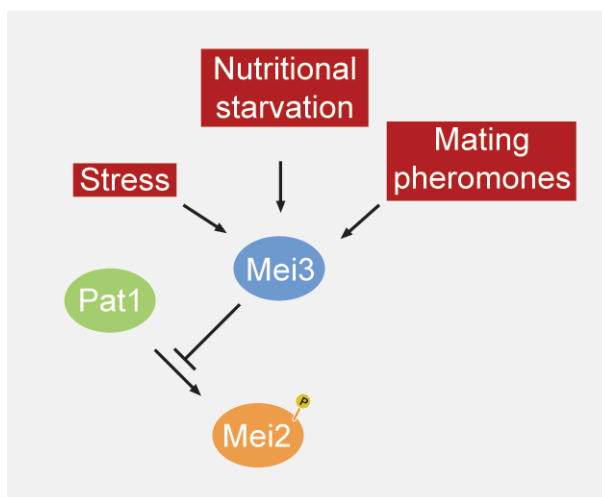 Nutritional
starvation
Mating
pheromones
Stress
Mei3
Pat1
P
Mei2